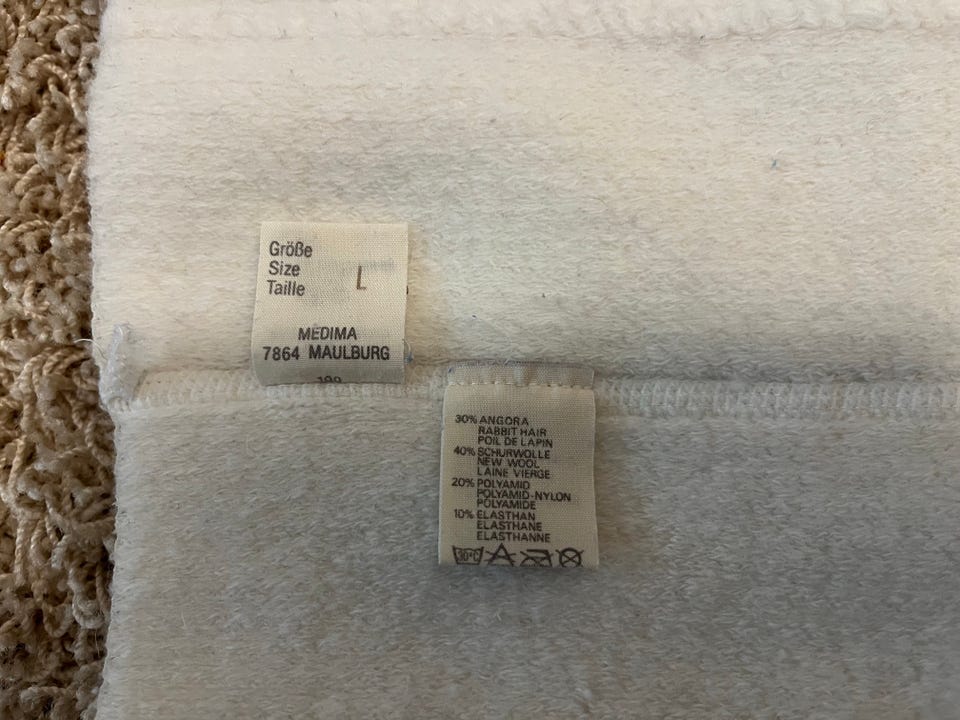 Größe
Size
Taille
L
MEDIMA
7864 MAULBURG
30% ANGORA
RABBIT HAIR
POIL DE LAPIN
40% SCHURWOLLE
NEW WOOL
LAINE VIERGE
20% POLYAMID
POLYAMID-NYLON
POLYAMIDE
10% ELASTHAN
ELASTHANE
ELASTHANNE
30°C